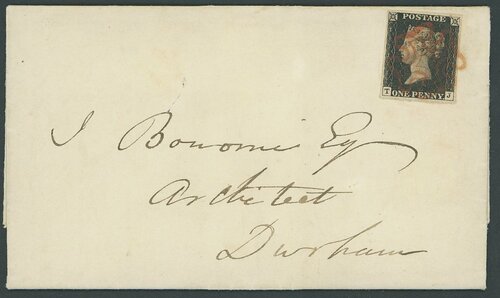 POSTAGE
T ONE PENNY J
I Bonomi Esq
Architect
Durham